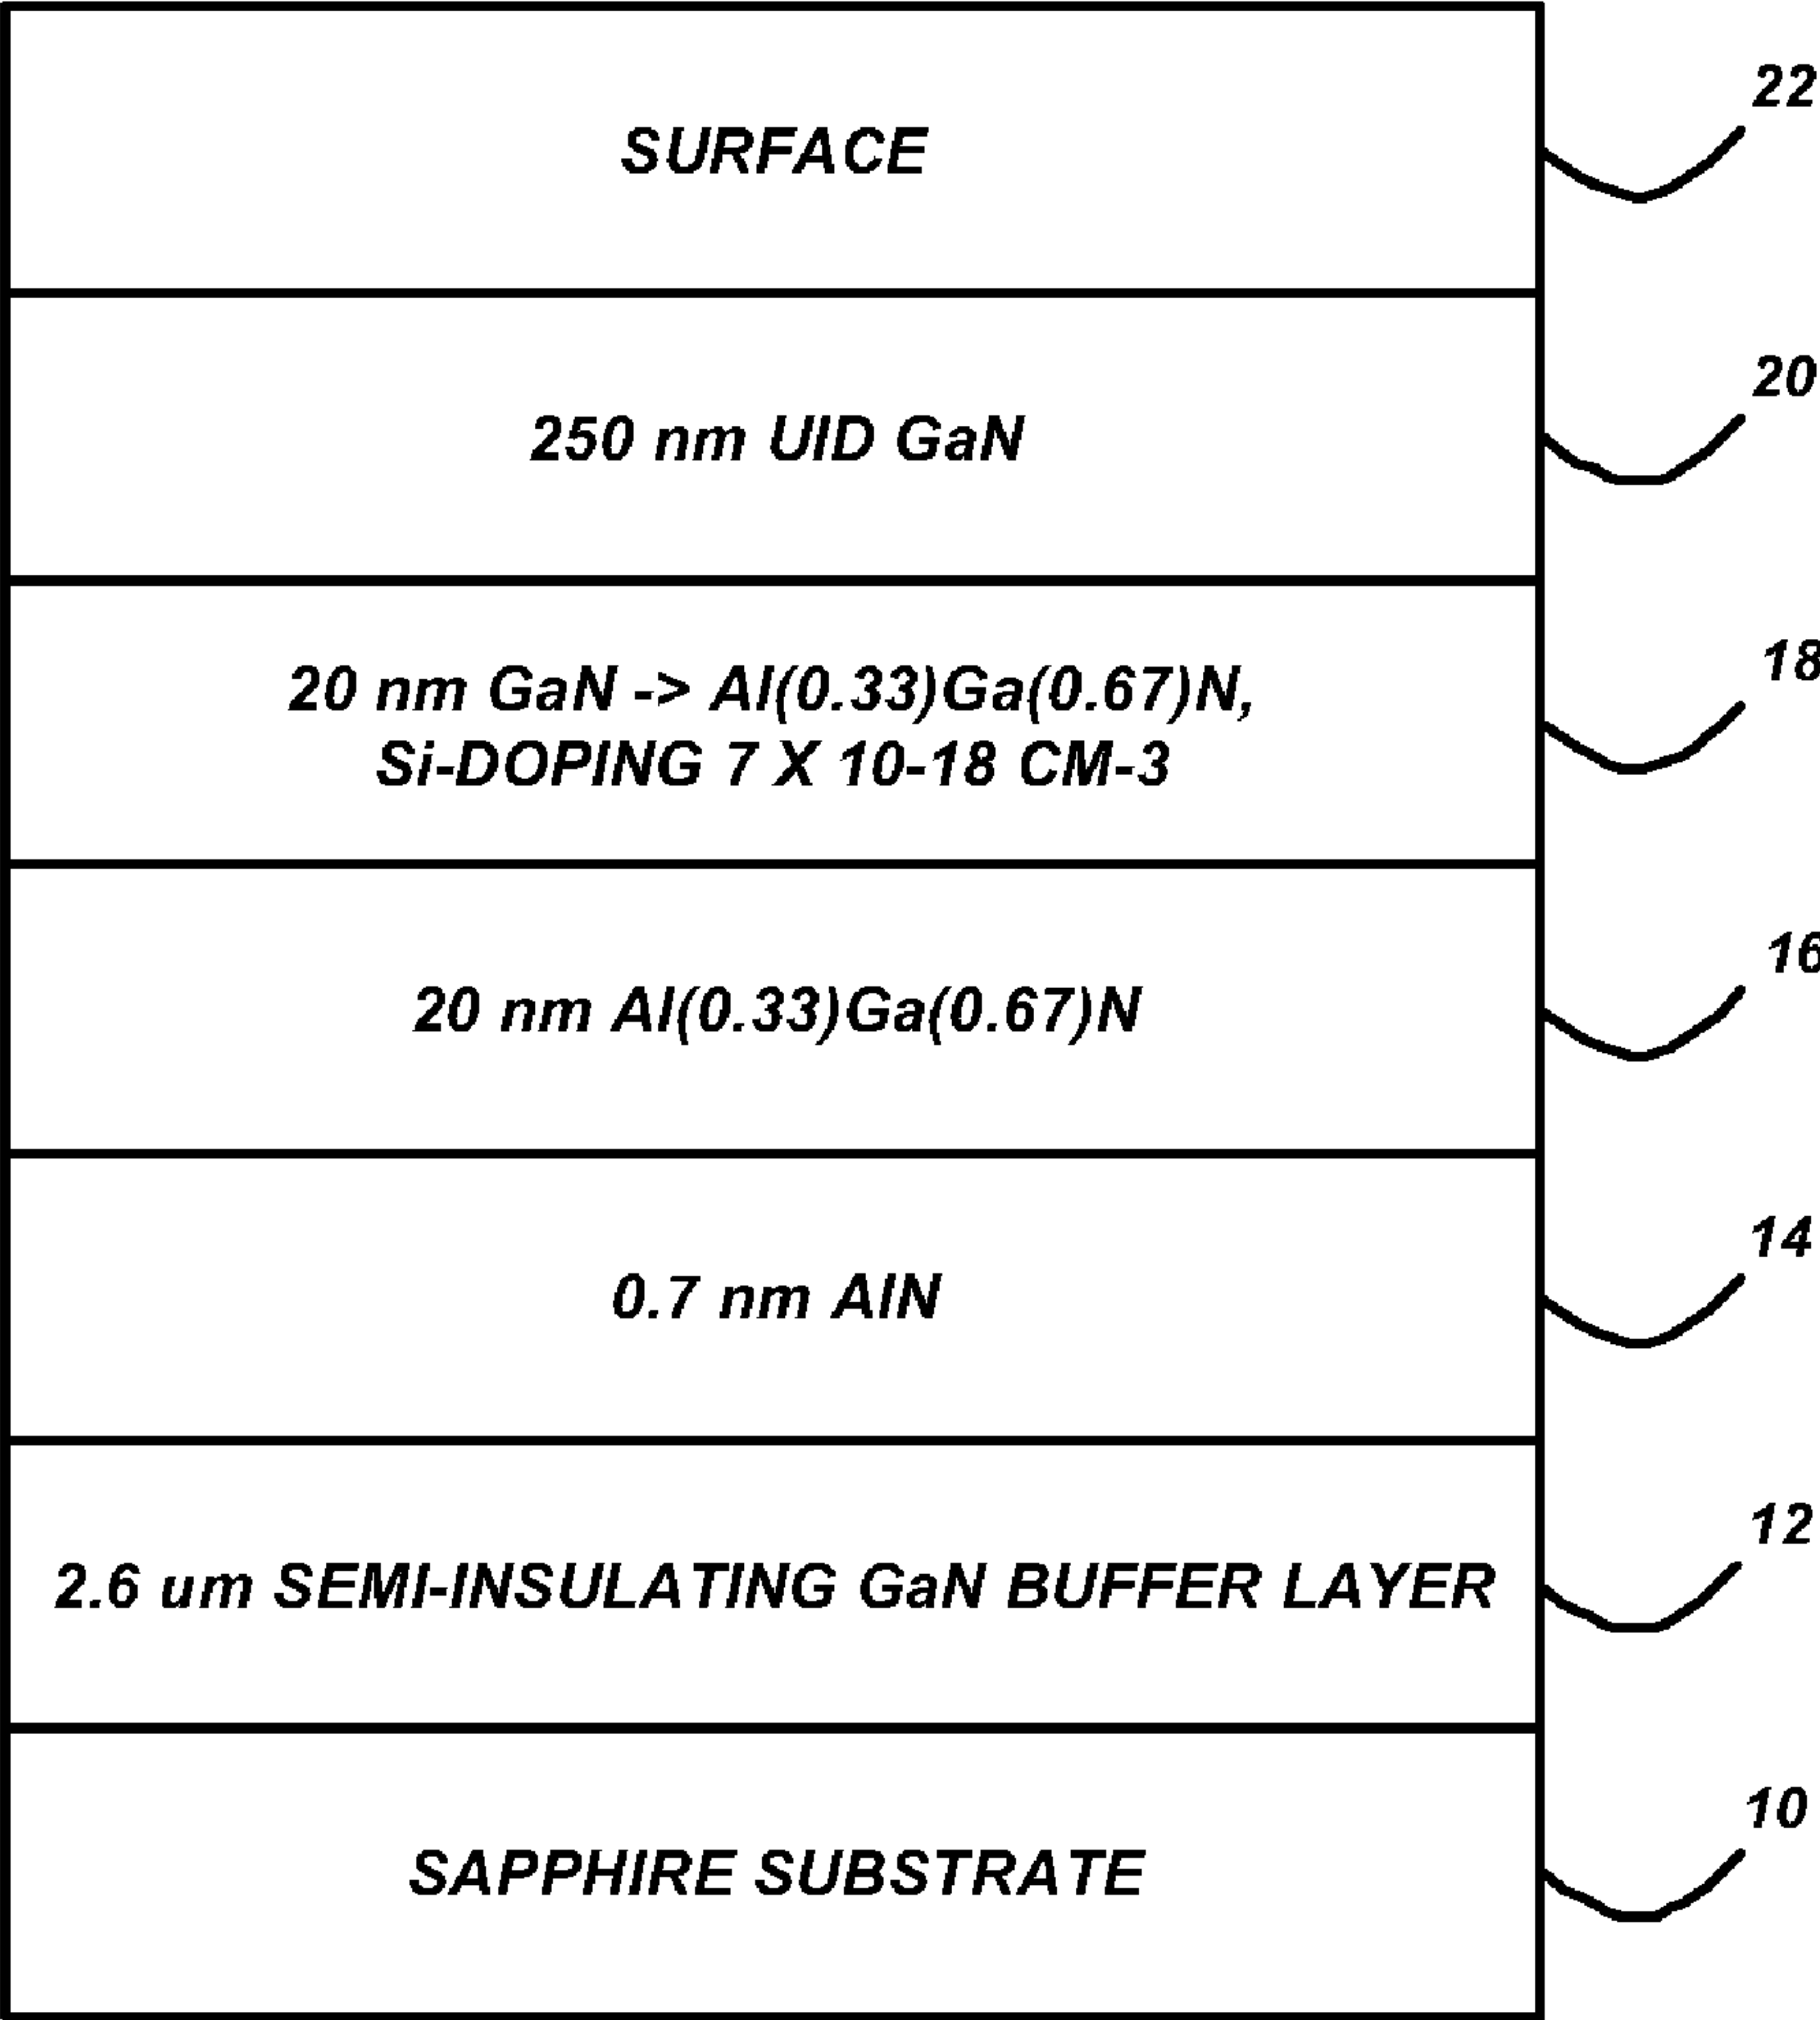 SURFACE
22
250 nm UID GaN
20
20 nm GaN -> Al(0.33)Ga(0.67)N,
Si-DOPING 7 X 10-18 CM-3
18
20 nm Al(0.33)Ga(0.67)N
16
0.7 nm AlN
14
2.6 um SEMI-INSULATING GaN BUFFER LAYER
12
SAPPHIRE SUBSTRATE
10